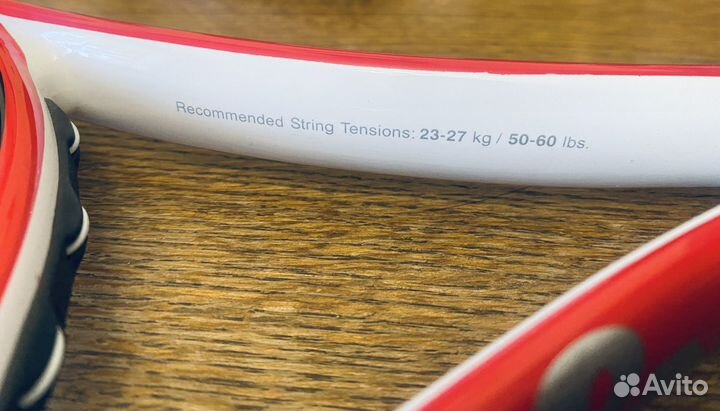 Recommended String Tensions: 23-27 kg / 50-60 lbs.
Avito